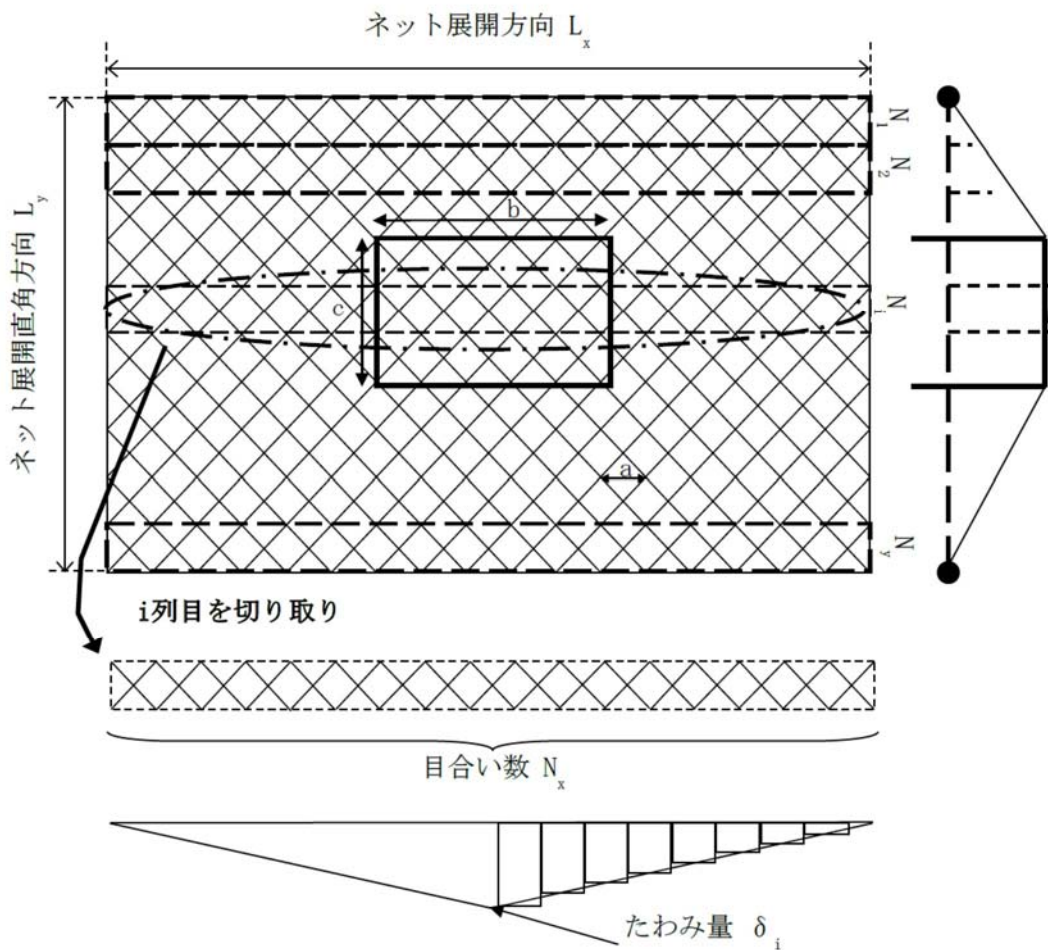 ネット展開方向 Lx
ネット展開直角方向 Ly
N1
N2
b
c
Ni
a
Ny
i列目を切り取り
目合い数 Nx
たわみ量 δi